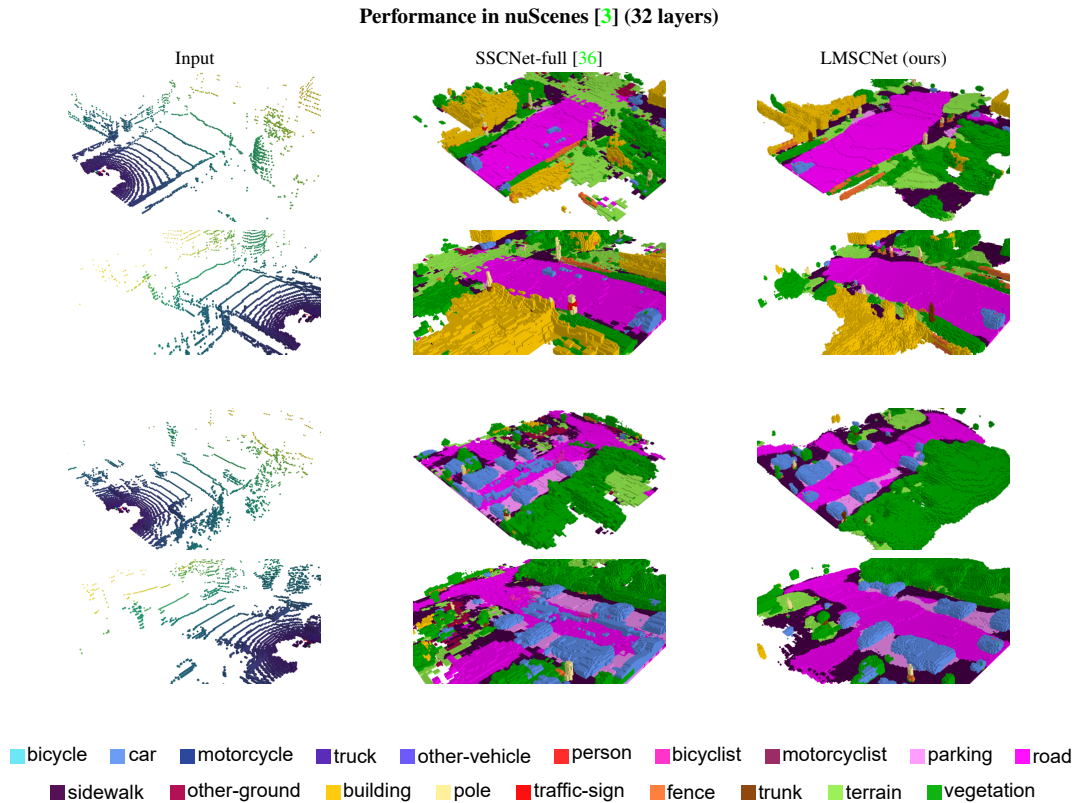 Performance in nuScenes [3] (32 layers)
Input SSCNet-full [36] LMSCNet (ours)
bicycle car motorcycle truck other-vehicle person bicyclist motorcyclist parking road
sidewalk other-ground building pole traffic-sign fence trunk terrain vegetation